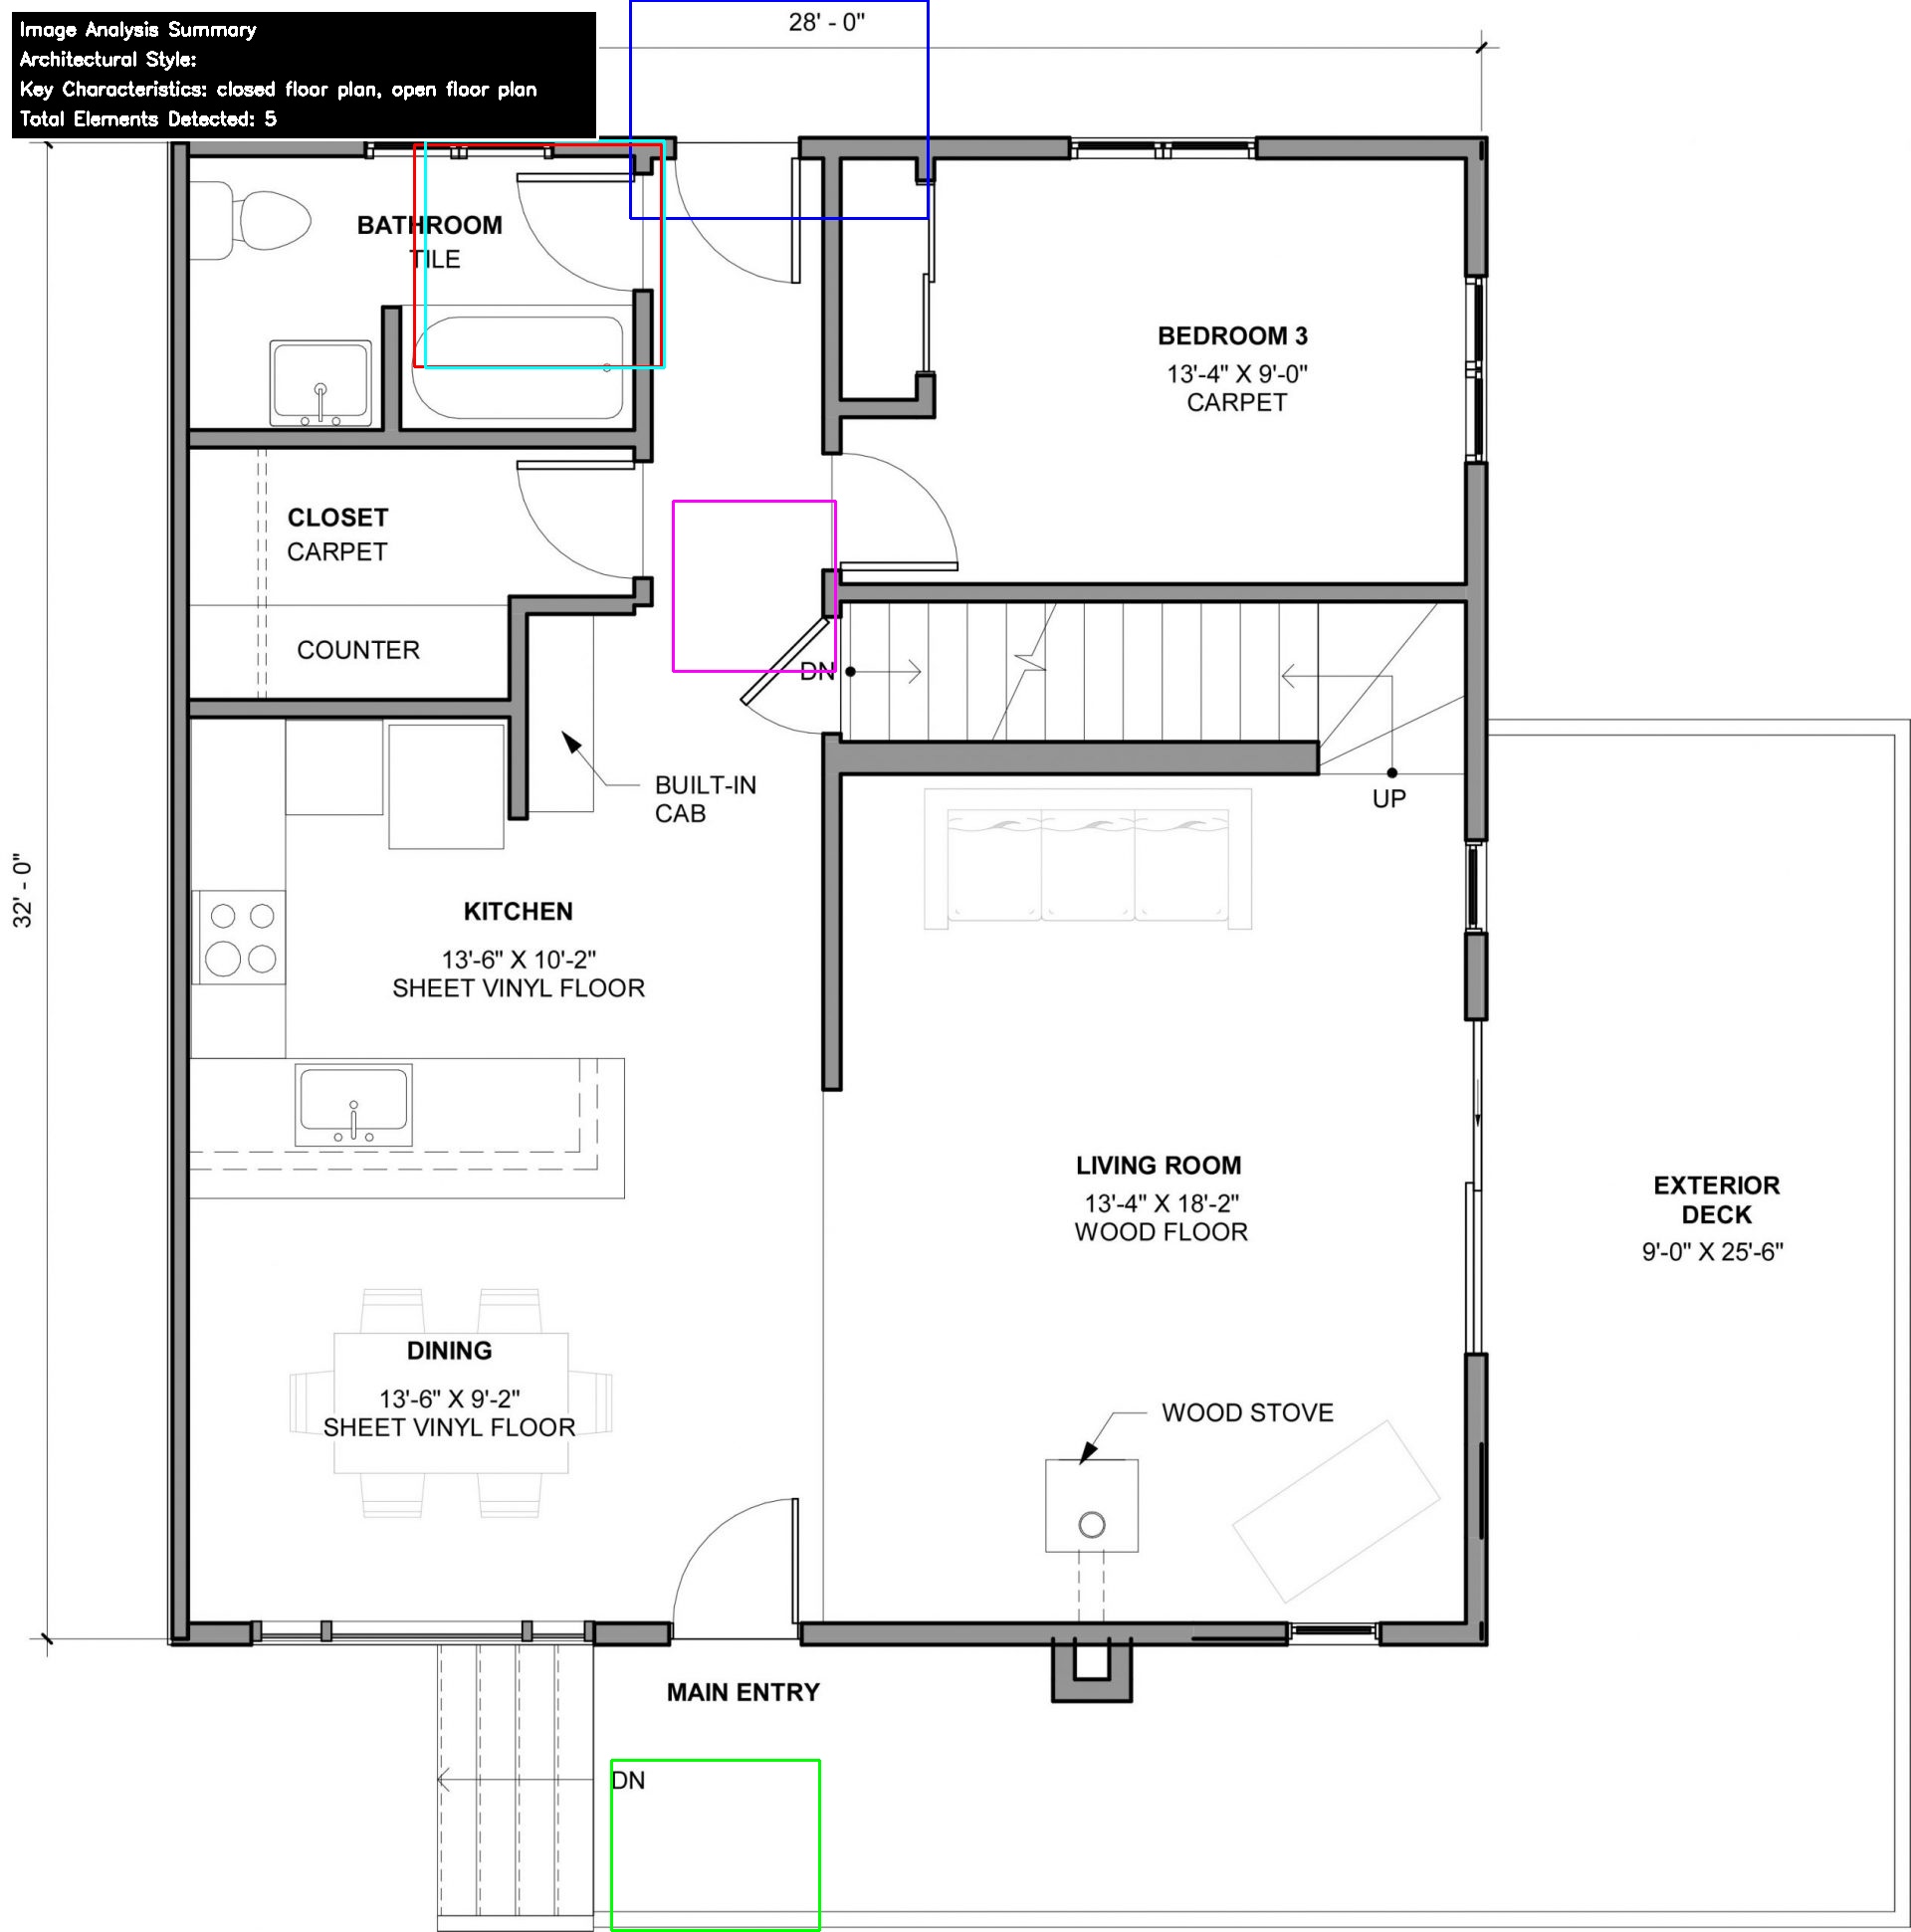 Image Analysis Summary
Architectural Style:
Key Characteristics: closed floor plan, open floor plan
Total Elements Detected: 5
28' - 0"
32' - 0"
BATHROOM
TILE
BEDROOM 3
13'-4" X 9'-0"
CARPET
CLOSET
CARPET
COUNTER
DN
UP
BUILT-IN
CAB
KITCHEN
13'-6" X 10'-2"
SHEET VINYL FLOOR
LIVING ROOM
13'-4" X 18'-2"
WOOD FLOOR
EXTERIOR
DECK
9'-0" X 25'-6"
DINING
13'-6" X 9'-2"
SHEET VINYL FLOOR
WOOD STOVE
MAIN ENTRY
DN